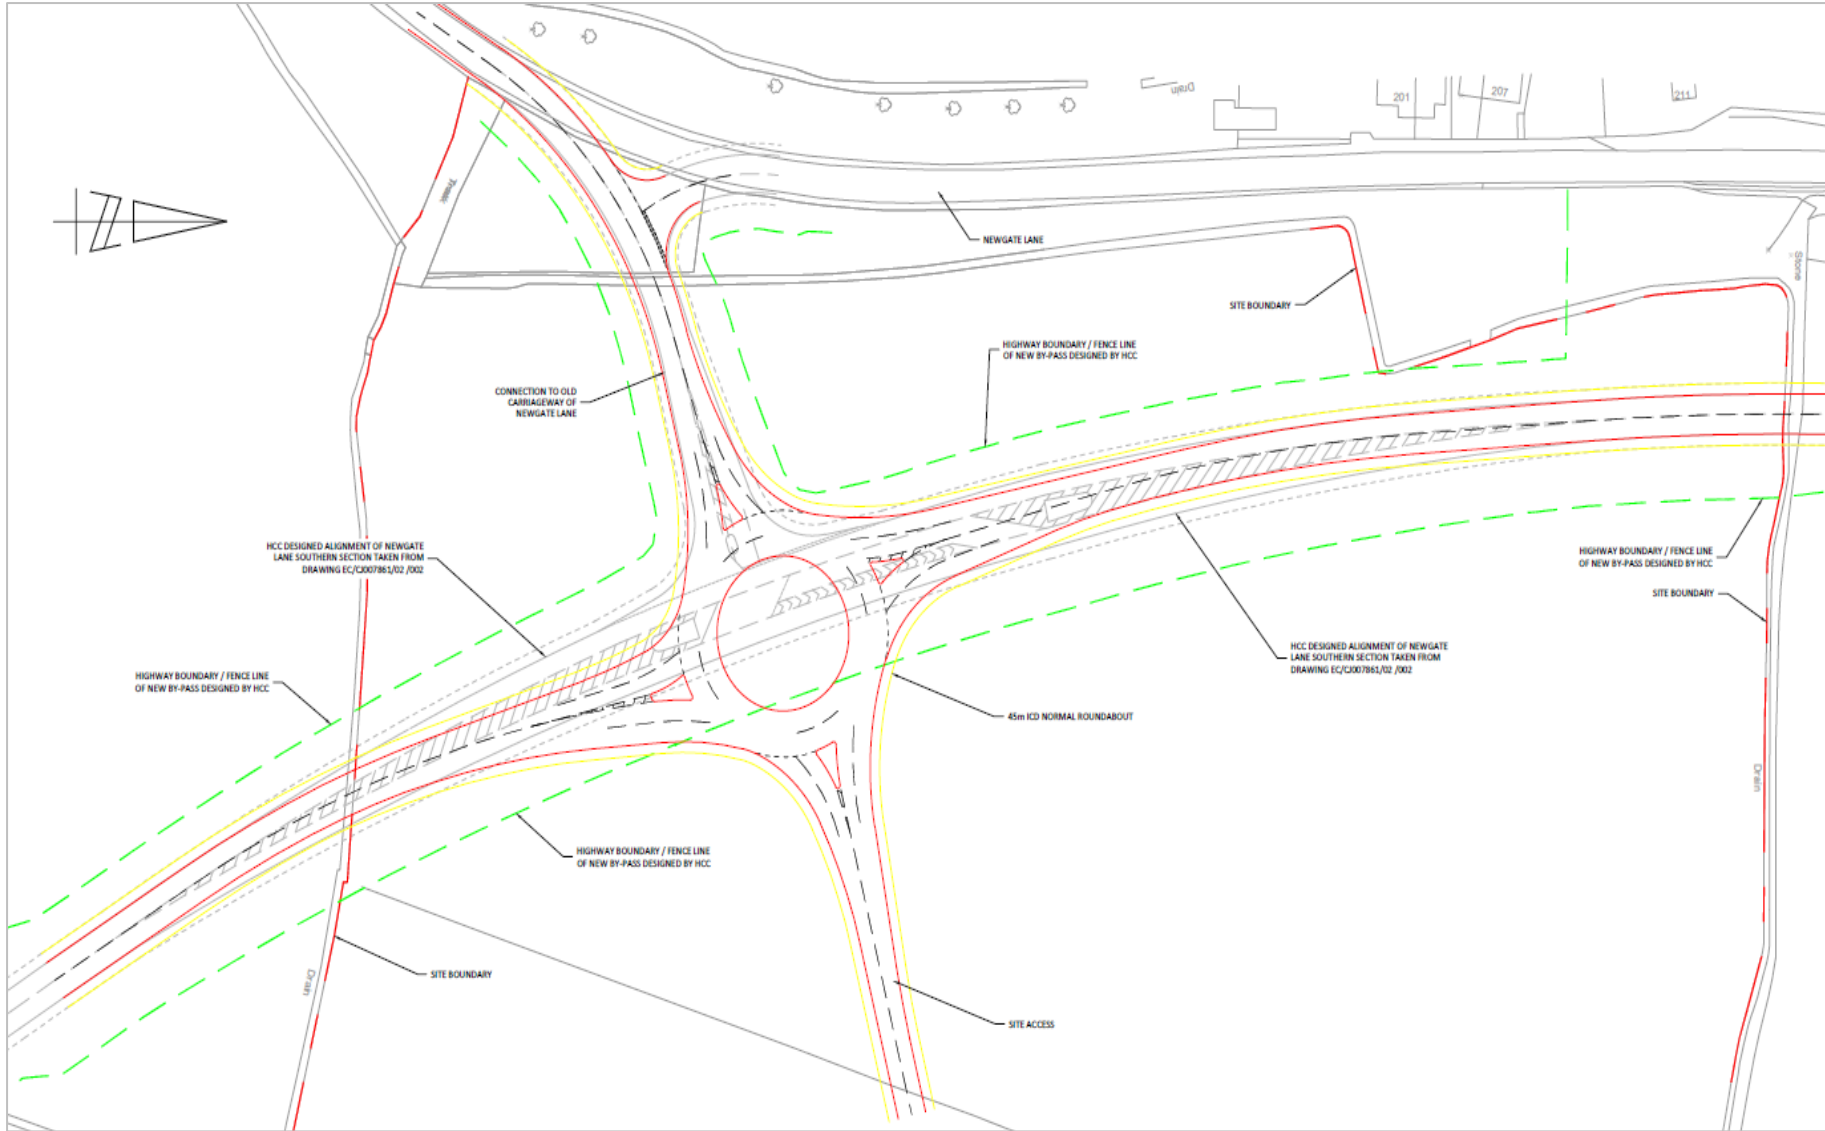 Drain
201
207
211
Track
NEWGATE LANE
Stone
SITE BOUNDARY
HIGHWAY BOUNDARY / FENCE LINE
OF NEW BY-PASS DESIGNED BY HCC
CONNECTION TO OLD
CARRIAGEWAY OF
NEWGATE LANE
HCC DESIGNED ALIGNMENT OF NEWGATE
LANE SOUTHERN SECTION TAKEN FROM
DRAWING EC/CJ007861/02 /002
HIGHWAY BOUNDARY / FENCE LINE
OF NEW BY-PASS DESIGNED BY HCC
SITE BOUNDARY
HCC DESIGNED ALIGNMENT OF NEWGATE
LANE SOUTHERN SECTION TAKEN FROM
DRAWING EC/CJ007861/02 /002
HIGHWAY BOUNDARY / FENCE LINE
OF NEW BY-PASS DESIGNED BY HCC
45m ICD NORMAL ROUNDABOUT
Drain
HIGHWAY BOUNDARY / FENCE LINE
OF NEW BY-PASS DESIGNED BY HCC
SITE BOUNDARY
Drain
SITE ACCESS